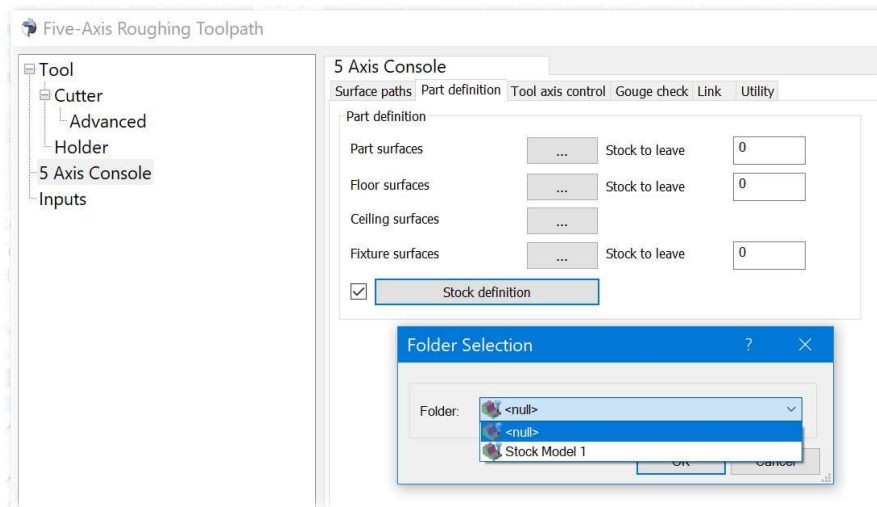 Five-Axis Roughing Toolpath
Tool
Cutter
Advanced
Holder
5 Axis Console
Inputs
5 Axis Console
Surface paths Part definition Tool axis control Gouge check Link Utility
Part definition
Part surfaces ... Stock to leave 0
Floor surfaces ... Stock to leave 0
Ceiling surfaces ...
Fixture surfaces ... Stock to leave 0
Stock definition
Folder Selection ?
Folder: <null>
<null>
Stock Model 1
OK Cancel